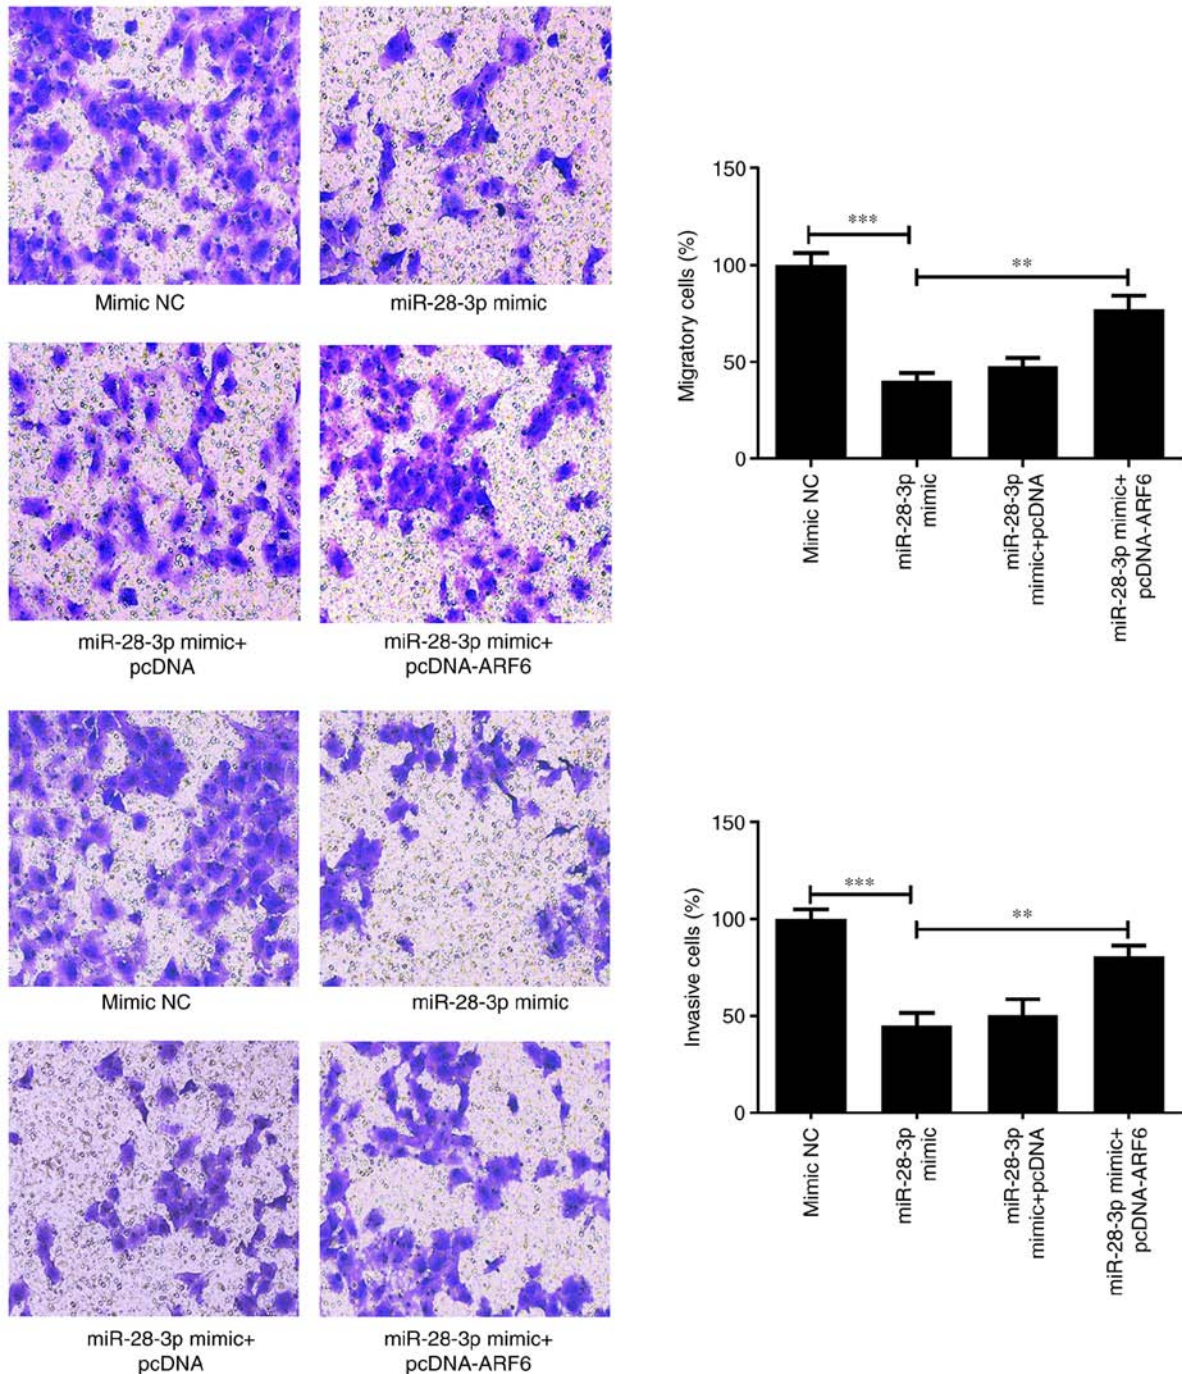 Mimic NC
miR-28-3p mimic
miR-28-3p mimic+
pcDNA
miR-28-3p mimic+
pcDNA-ARF6
Migratory cells (%)
150
100
50
0
***
**
Mimic NC
miR-28-3p
mimic
miR-28-3p
mimic+pcDNA
miR-28-3p mimic+
pcDNA-ARF6
Mimic NC
miR-28-3p mimic
miR-28-3p mimic+
pcDNA
miR-28-3p mimic+
pcDNA-ARF6
Invasive cells (%)
150
100
50
0
***
**
Mimic NC
miR-28-3p
mimic
miR-28-3p
mimic+pcDNA
miR-28-3p mimic+
pcDNA-ARF6